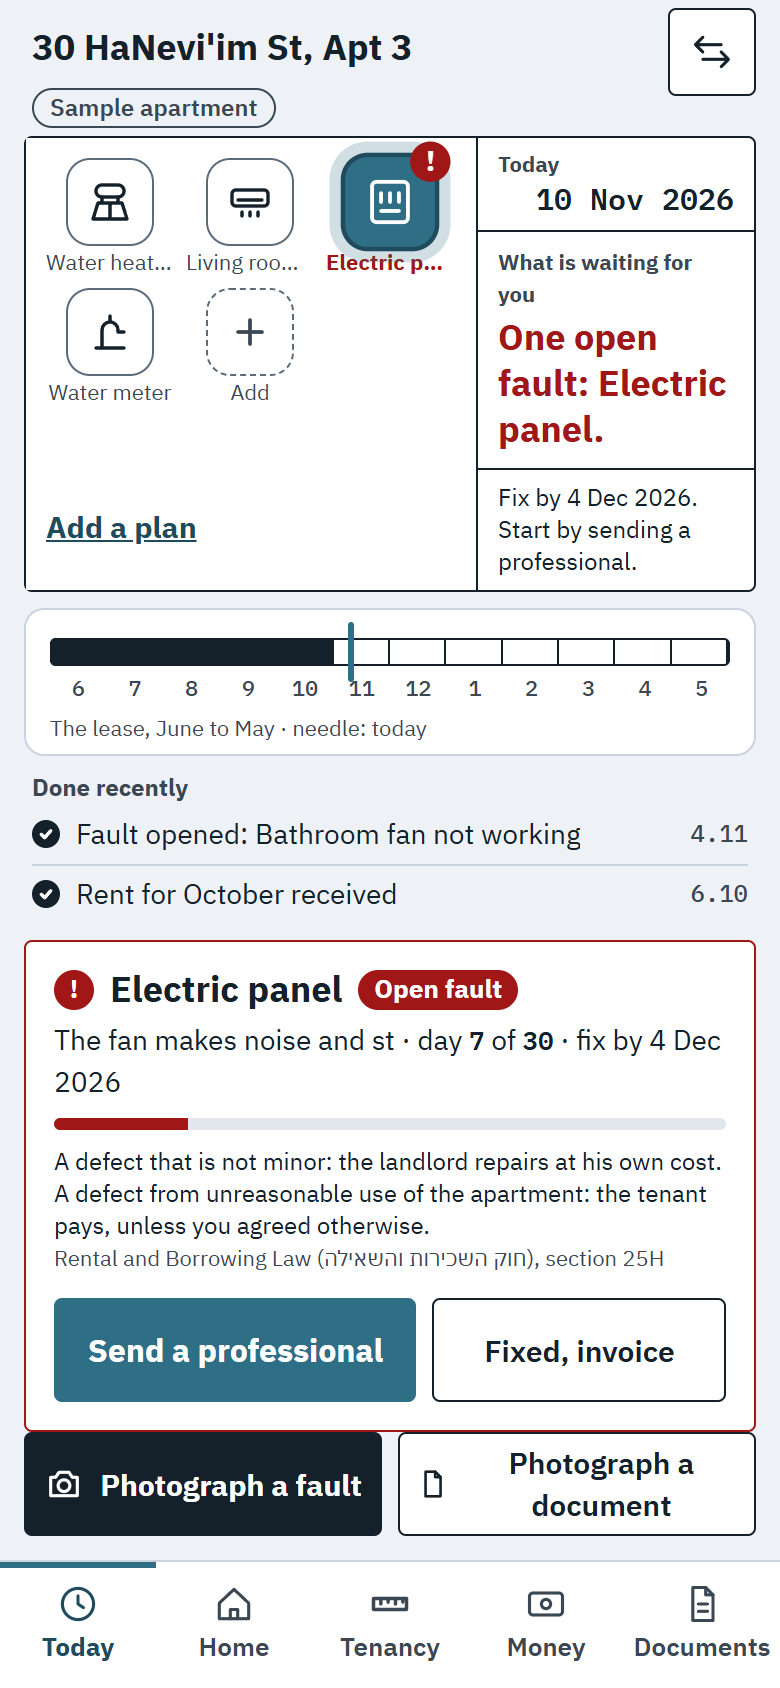 30 HaNevi'im St, Apt 3
Sample apartment
Water heat...
Living roo...
!
Electric p...
Water meter
Add
Add a plan
Today
10 Nov 2026
What is waiting for
you
One open
fault: Electric
panel.
Fix by 4 Dec 2026.
Start by sending a
professional.
6 7 8 9 10 11 12 1 2 3 4 5
The lease, June to May · needle: today
Done recently
Fault opened: Bathroom fan not working 4.11
Rent for October received 6.10
! Electric panel Open fault
The fan makes noise and st · day 7 of 30 · fix by 4 Dec
2026
A defect that is not minor: the landlord repairs at his own cost.
A defect from unreasonable use of the apartment: the tenant
pays, unless you agreed otherwise.
Rental and Borrowing Law (חוק השכירות והשאילה), section 25H
Send a professional
Fixed, invoice
Photograph a fault
Photograph a
document
Today Home Tenancy Money Documents